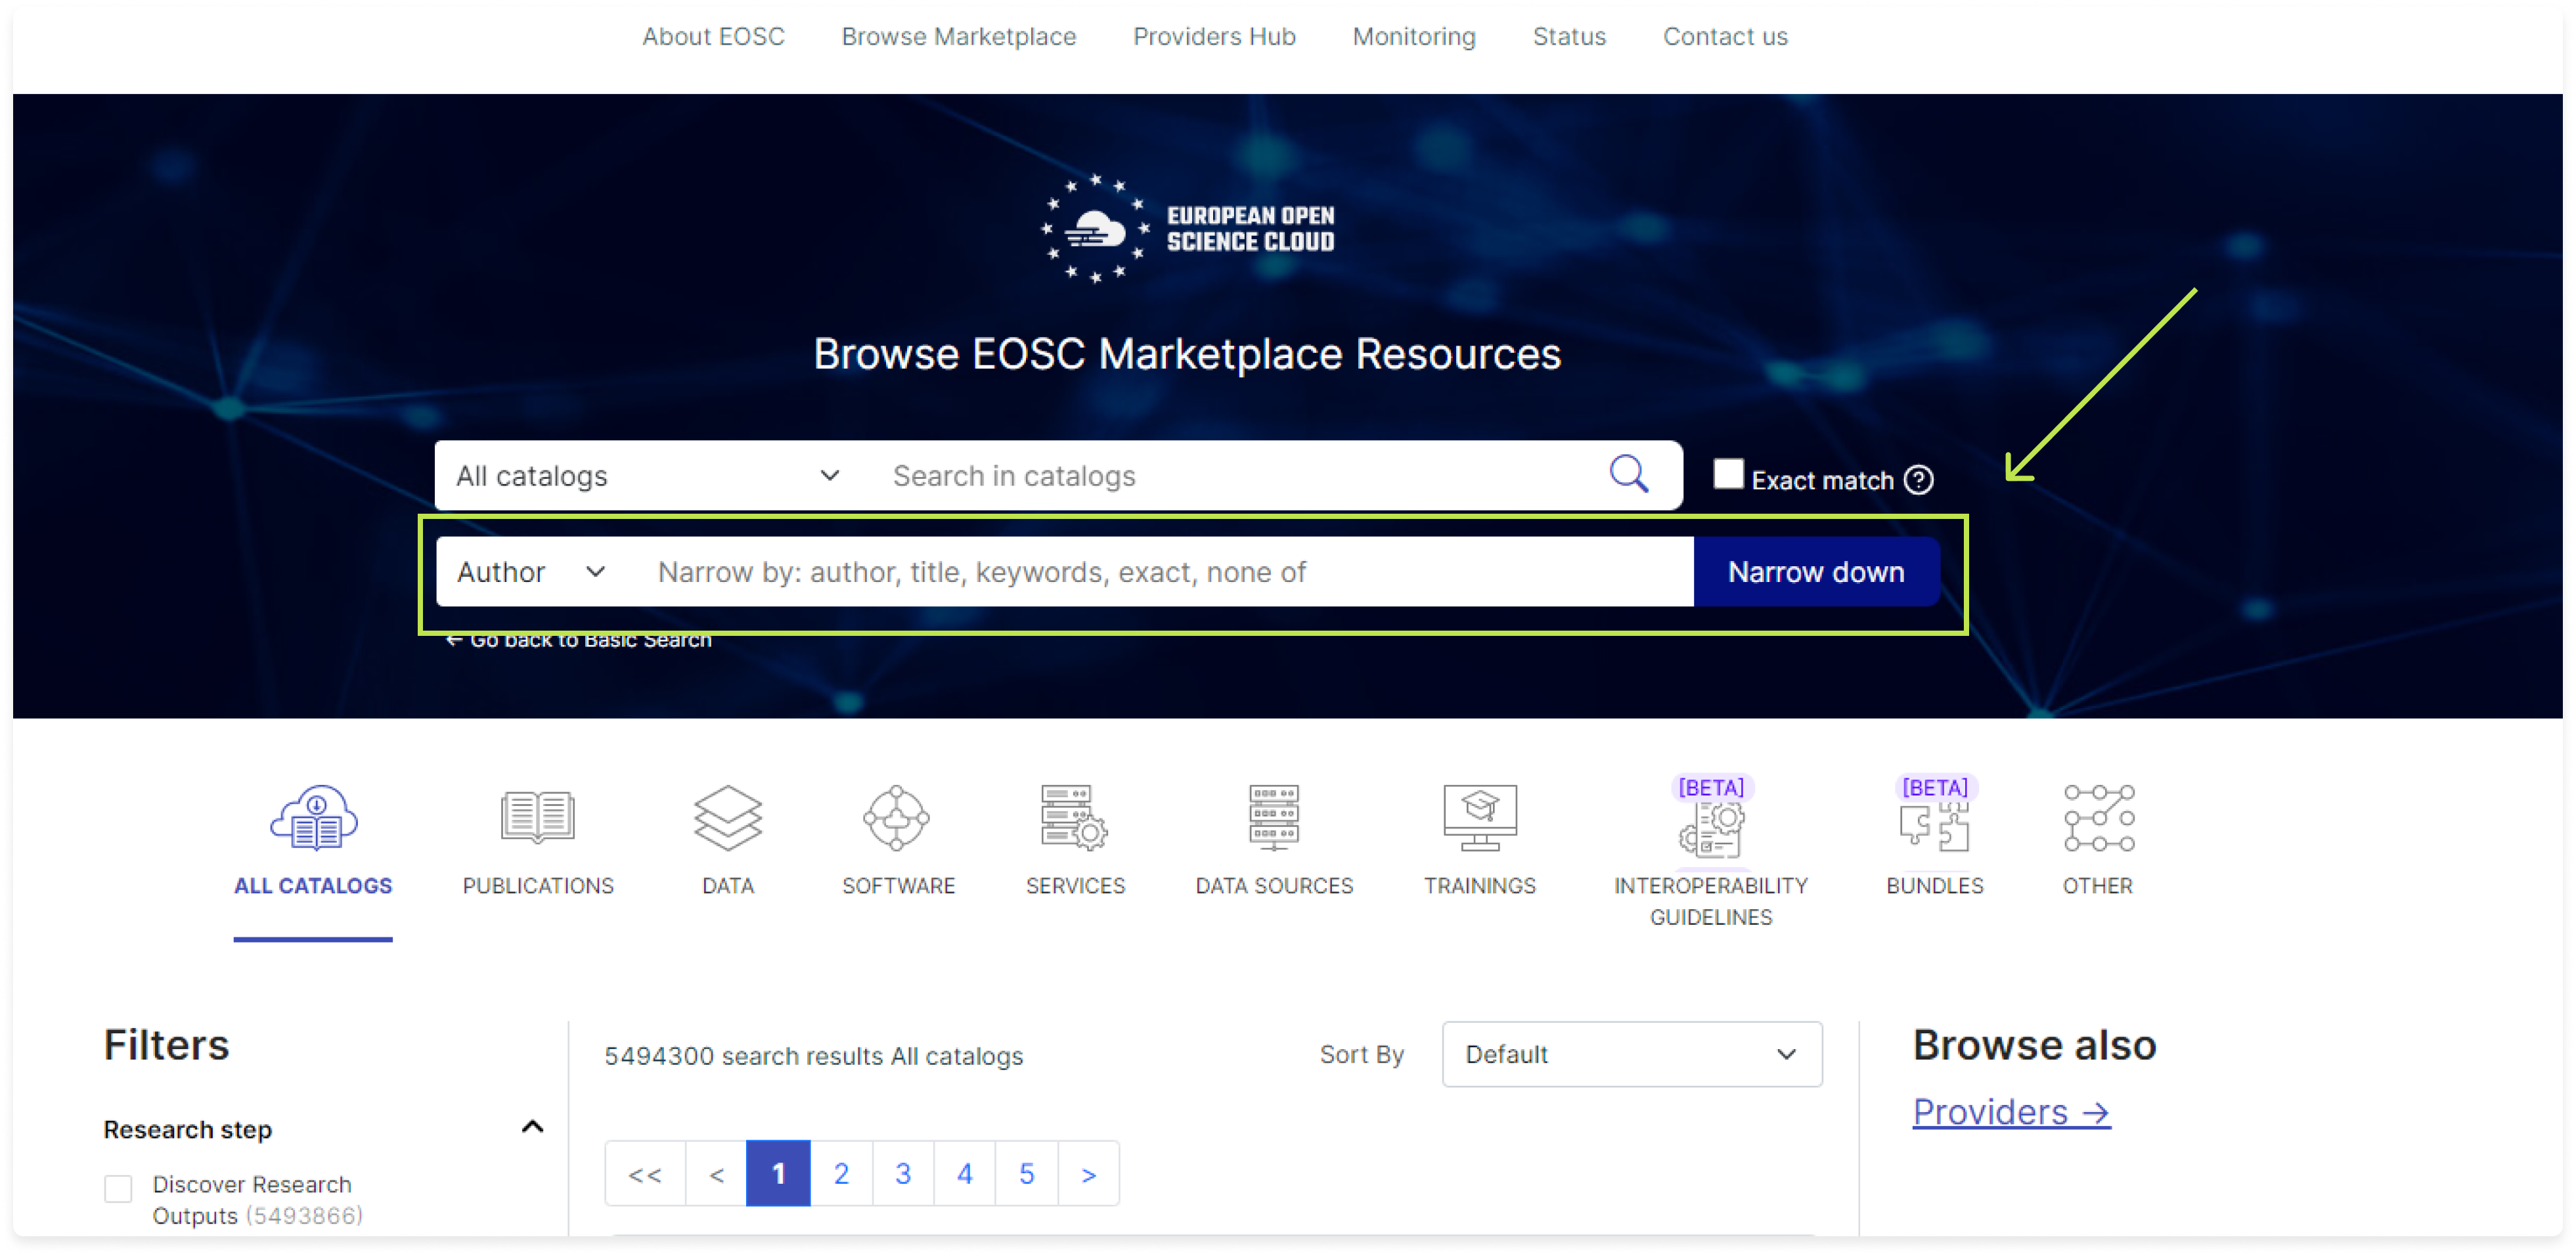 About EOSC Browse Marketplace Providers Hub Monitoring Status Contact us
EUROPEAN OPEN
SCIENCE CLOUD
Browse EOSC Marketplace Resources
All catalogs Search in catalogs Exact match ?
Author Narrow by: author, title, keywords, exact, none of Narrow down
← Go back to Basic Search
[BETA] [BETA]
ALL CATALOGS PUBLICATIONS DATA SOFTWARE SERVICES DATA SOURCES TRAININGS INTEROPERABILITY BUNDLES OTHER
GUIDELINES
Filters
Research step
Discover Research
Outputs (5493866)
5494300 search results All catalogs Sort By Default
<< < 1 2 3 4 5 >
Browse also
Providers →